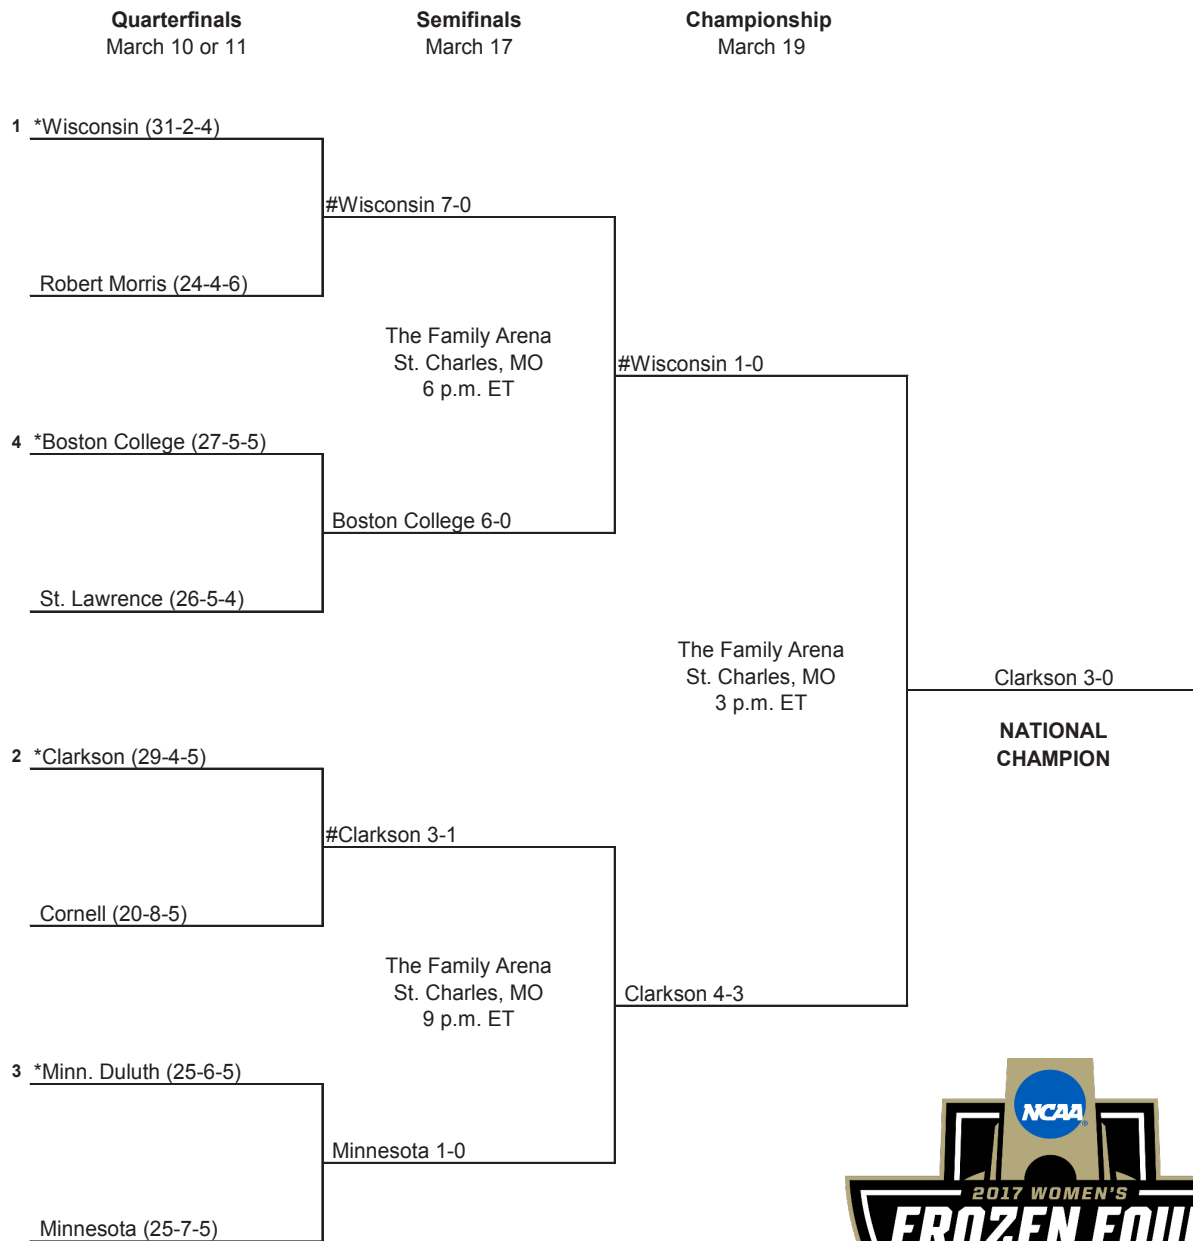 Quarterfinals
March 10 or 11
Semifinals
March 17
Championship
March 19
1 *Wisconsin (31-2-4)
#Wisconsin 7-0
Robert Morris (24-4-6)
The Family Arena
St. Charles, MO
6 p.m. ET
#Wisconsin 1-0
4 *Boston College (27-5-5)
Boston College 6-0
St. Lawrence (26-5-4)
The Family Arena
St. Charles, MO
3 p.m. ET
Clarkson 3-0
NATIONAL
CHAMPION
2 *Clarkson (29-4-5)
#Clarkson 3-1
Cornell (20-8-5)
The Family Arena
St. Charles, MO
9 p.m. ET
Clarkson 4-3
3 *Minn. Duluth (25-6-5)
Minnesota 1-0
Minnesota (25-7-5)
NCAA
2017 WOMEN'S
FROZEN FOU